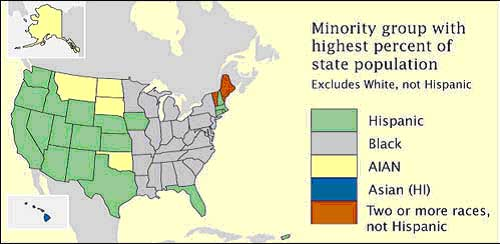 Minority group with
highest percent of
state population
Excludes White, not Hispanic
Hispanic
Black
AIAN
Asian (HI)
Two or more races,
not Hispanic